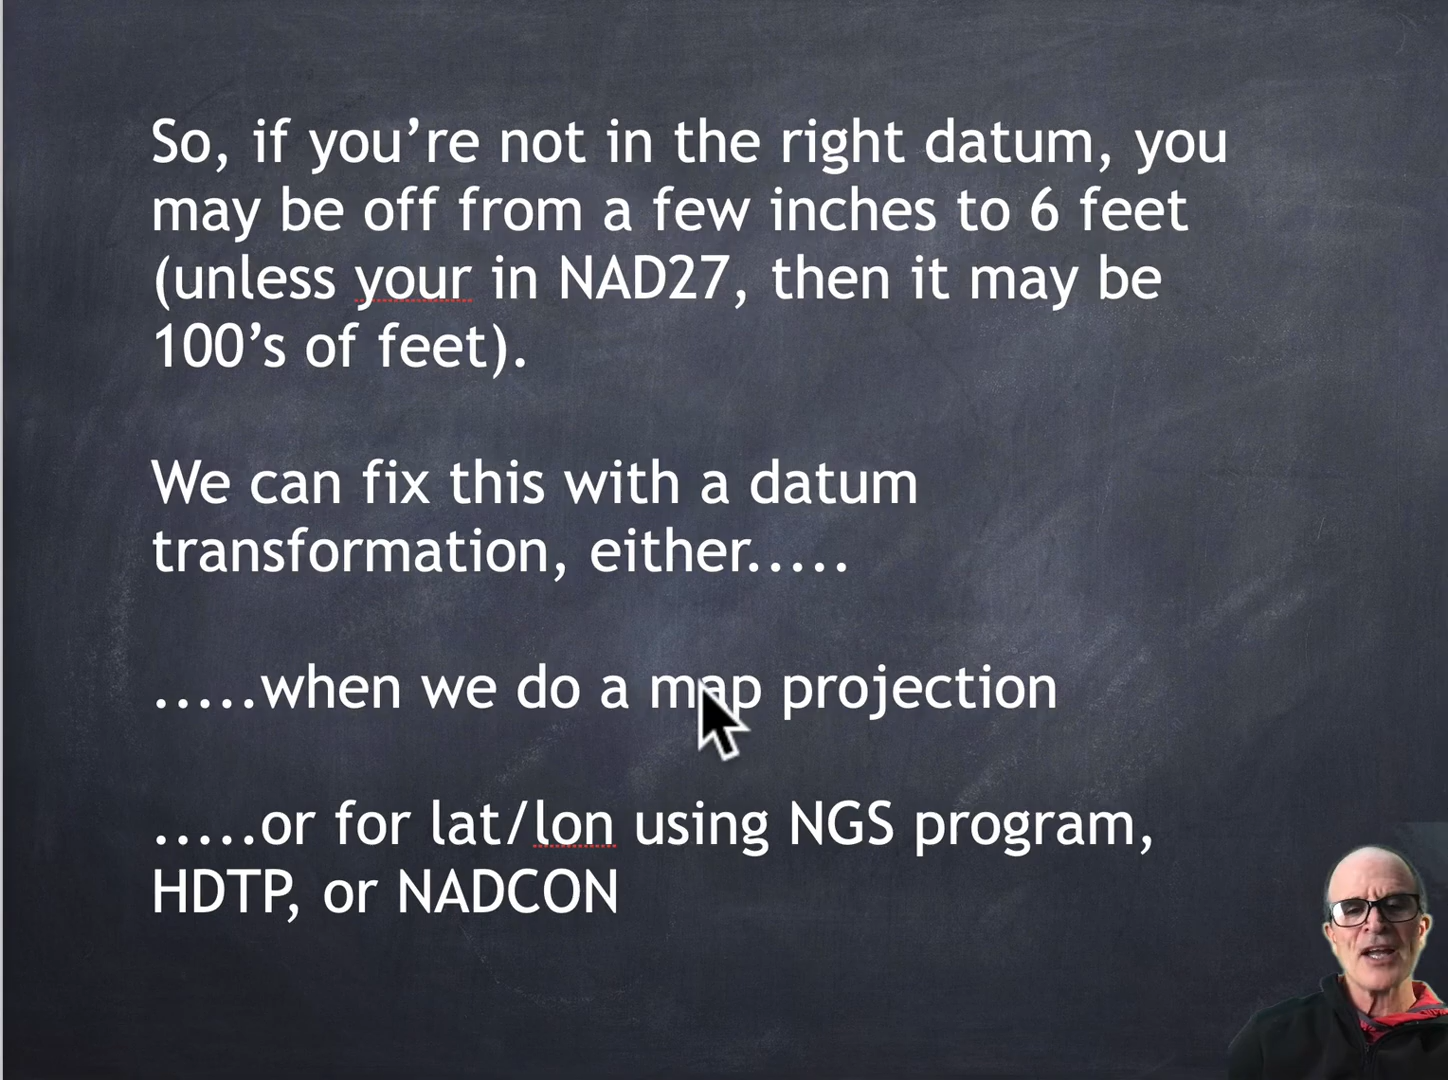 So, if you’re not in the right datum, you
may be off from a few inches to 6 feet
(unless your in NAD27, then it may be
100’s of feet).
We can fix this with a datum
transformation, either.....
.....when we do a map projection
.....or for lat/lon using NGS program,
HDTP, or NADCON